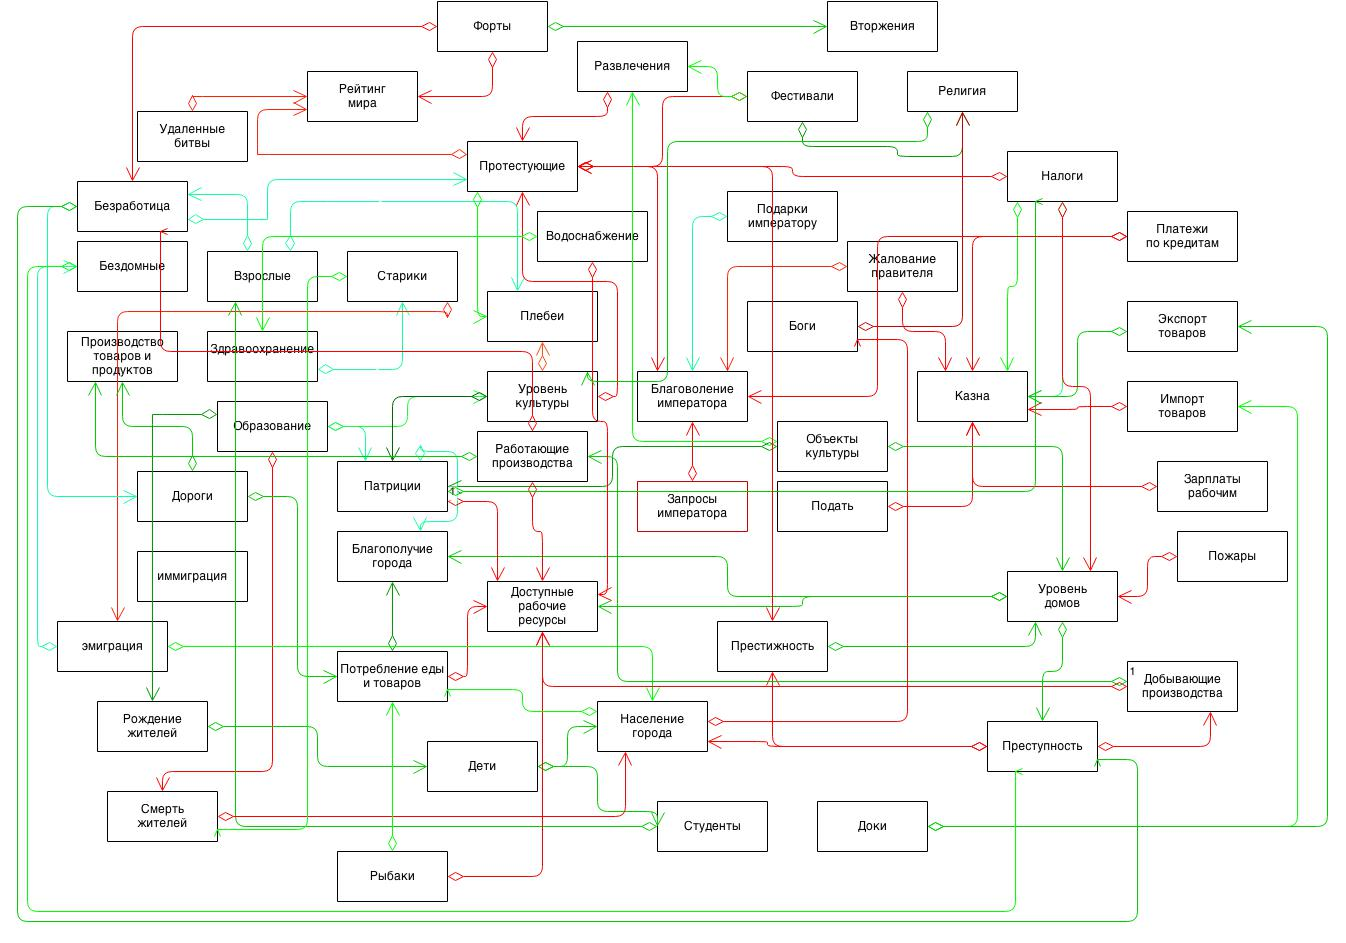 Форты
Вторжения
Развлечения
Рейтинг
мира
Фестивали
Религия
Удаленные
битвы
Протестующие
Налоги
Безработица
Подарки
императору
Платежи
по кредитам
Водоснабжение
Бездомные
Взрослые
Старики
Жалование
правителя
Плебеи
Боги
Экспорт
товаров
Производство
товаров и
продуктов
Здравоохранение
Уровень
культуры
Благоволение
императора
Казна
Импорт
товаров
Образование
Объекты
культуры
Работающие
производства
Патриции
1
Дороги
Запросы
императора
Подать
Зарплаты
рабочим
Благополучие
города
Пожары
иммиграция
Доступные
рабочие
ресурсы
Уровень
домов
эмиграция
Престижность
Потребление еды
и товаров
1
Добывающие
производства
Рождение
жителей
Население
города
Преступность
Дети
Смерть
жителей
Студенты
Доки
Рыбаки